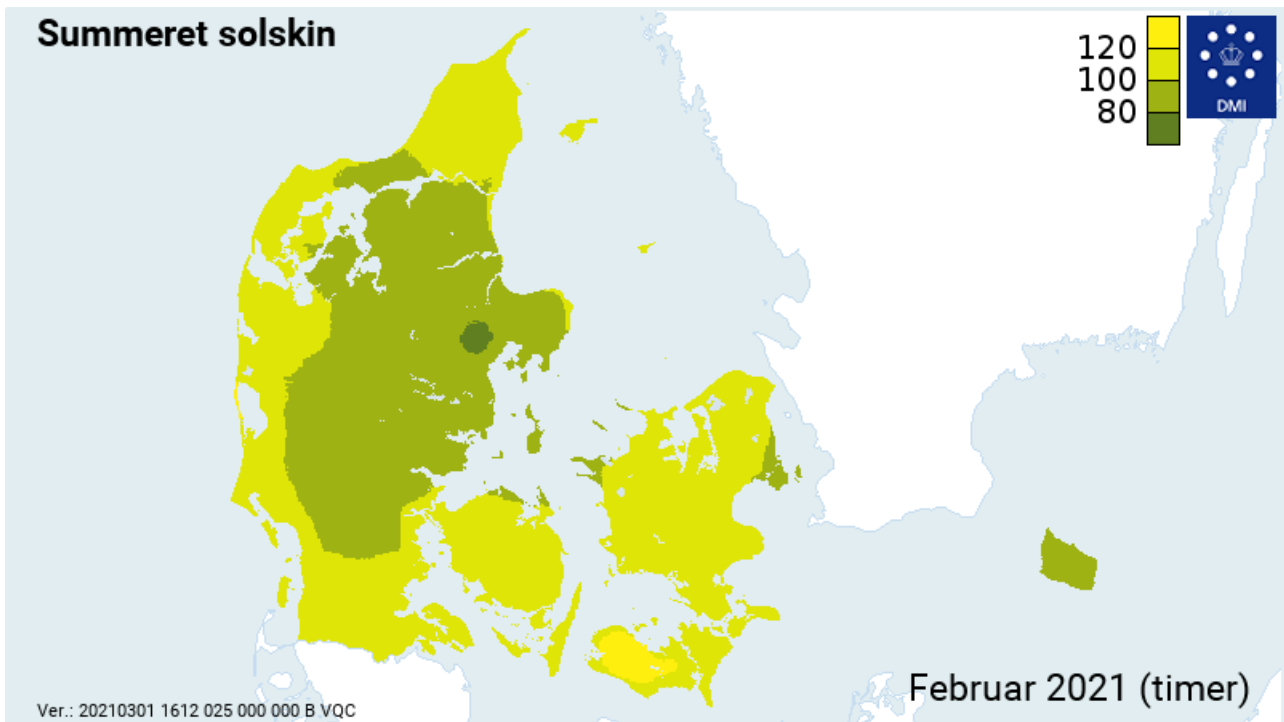 Summeret solskin
120
100
80
DMI
Februar 2021 (timer)
Ver.: 20210301 1612 025 000 000 B VQC